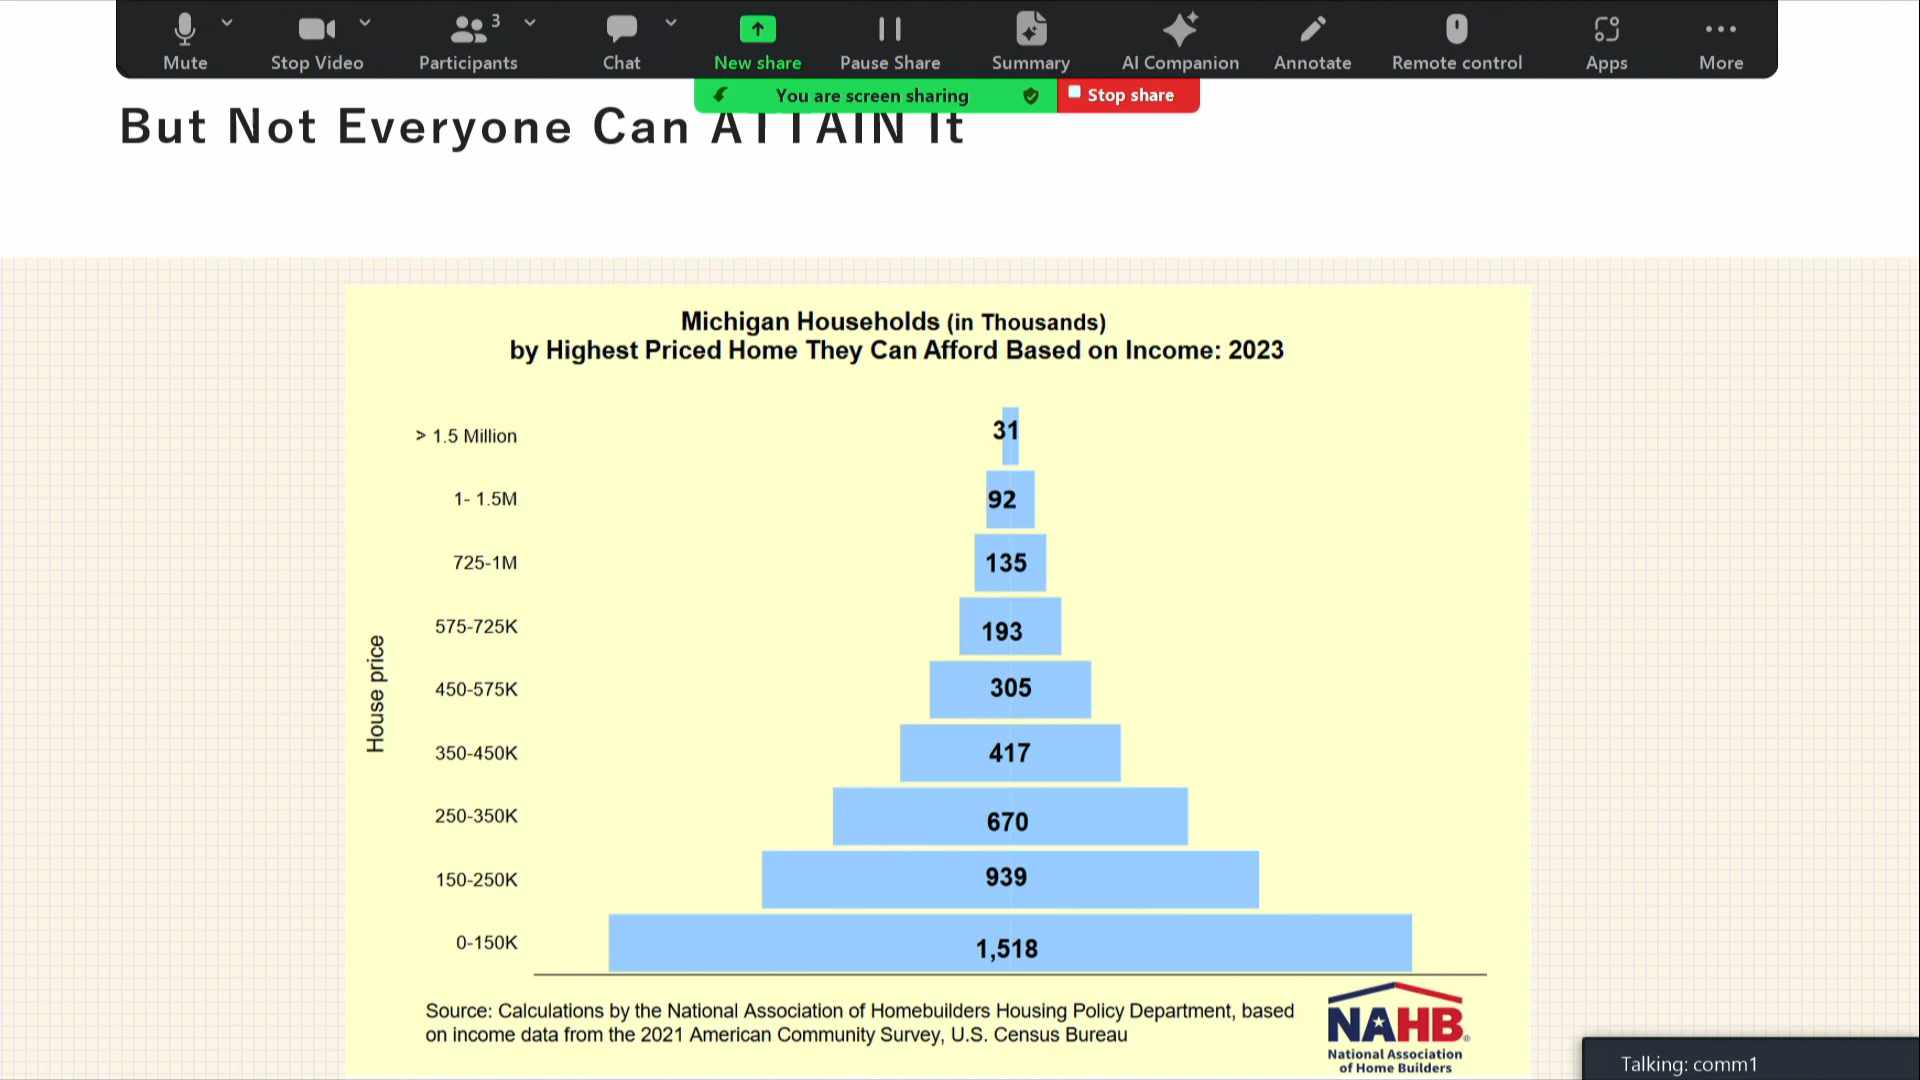 3
Mute
Stop Video
Participants
Chat
New share
Pause Share
Summary
AI Companion
Annotate
Remote control
Apps
More
You are screen sharing
Stop share
But Not Everyone Can ATTAIN It
Michigan Households (in Thousands)
by Highest Priced Home They Can Afford Based on Income: 2023
House price
> 1.5 Million
31
1- 1.5M
92
725-1M
135
575-725K
193
450-575K
305
350-450K
417
250-350K
670
150-250K
939
0-150K
1,518
Source: Calculations by the National Association of Homebuilders Housing Policy Department, based
on income data from the 2021 American Community Survey, U.S. Census Bureau
NAHB®
National Association
of Home Builders
Talking: comm1